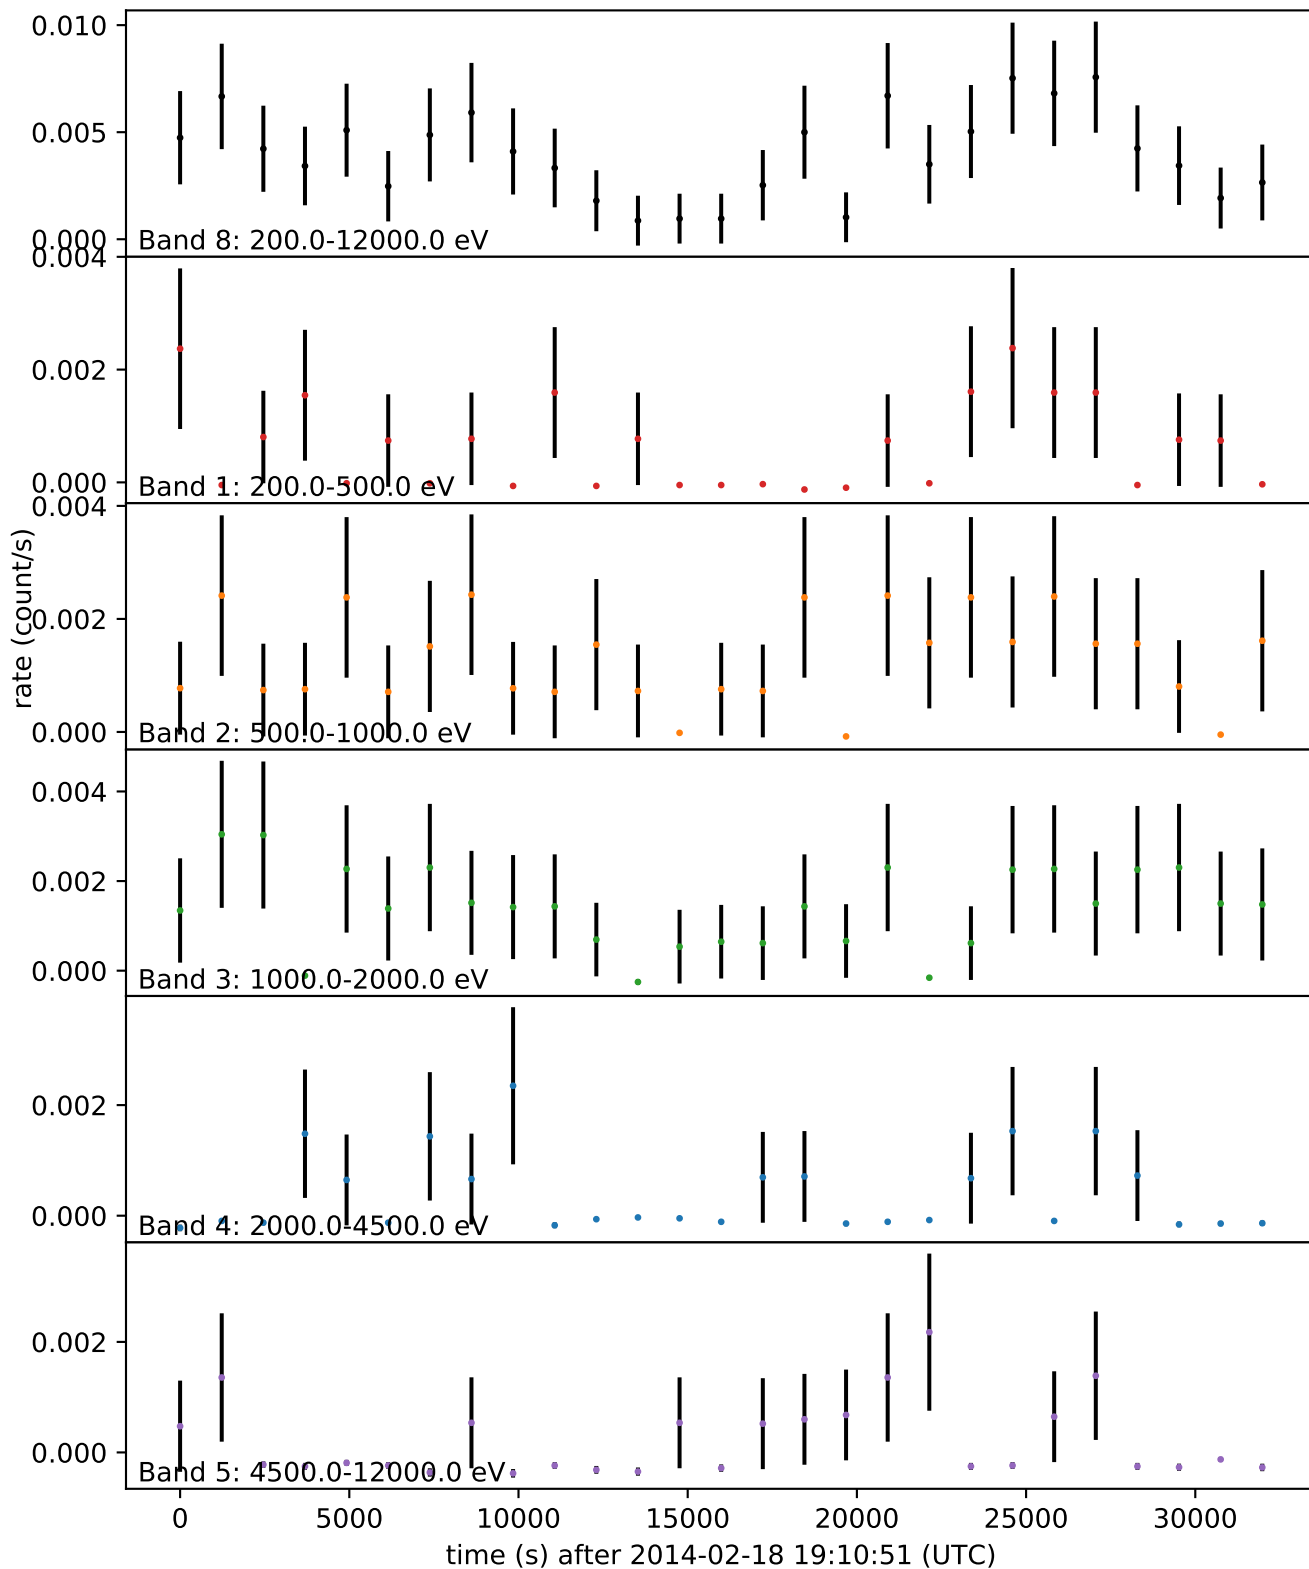 0.010
0.005
0.000
Band 8: 200.0-12000.0 eV
0.004
0.002
0.000
Band 1: 200.0-500.0 eV
0.004
0.002
0.000
Band 2: 500.0-1000.0 eV
rate (count/s)
0.004
0.002
0.000
Band 3: 1000.0-2000.0 eV
0.002
0.000
Band 4: 2000.0-4500.0 eV
0.002
0.000
Band 5: 4500.0-12000.0 eV
0 5000 10000 15000 20000 25000 30000
time (s) after 2014-02-18 19:10:51 (UTC)